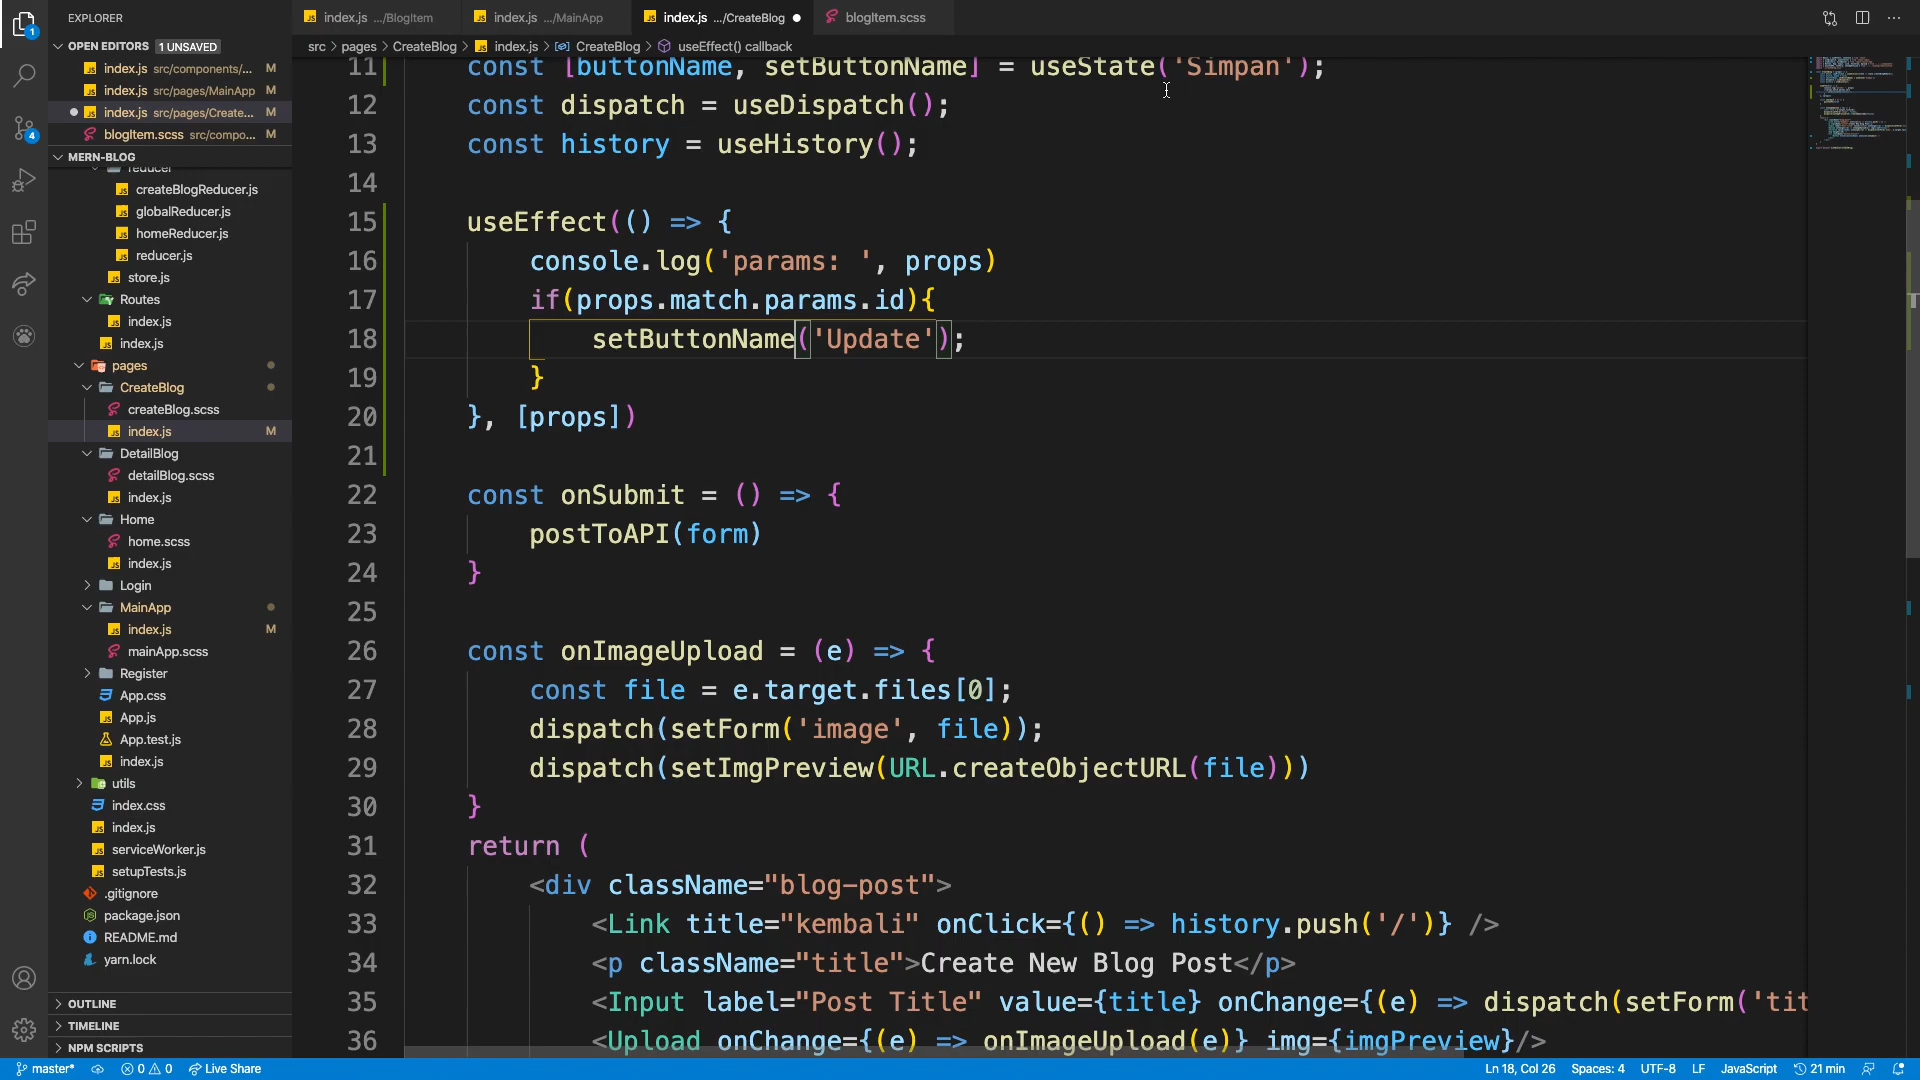 EXPLORER
index.js .../BlogItem
index.js .../MainApp
index.js .../CreateBlog
blogItem.scss
OPEN EDITORS 1 UNSAVED
src > pages > CreateBlog > index.js > CreateBlog > useEffect() callback
index.js src/components/... M
index.js src/pages/MainApp M
index.js src/pages/Create... M
blogItem.scss src/compo... M
MERN-BLOG
reducer
createBlogReducer.js
globalReducer.js
homeReducer.js
reducer.js
store.js
Routes
index.js
index.js
pages
CreateBlog
createBlog.scss
index.js M
DetailBlog
detailBlog.scss
index.js
Home
home.scss
index.js
Login
MainApp
index.js M
mainApp.scss
Register
App.css
App.js
App.test.js
index.js
utils
index.css
index.js
serviceWorker.js
setupTests.js
.gitignore
package.json
README.md
yarn.lock
OUTLINE
TIMELINE
NPM SCRIPTS
1
4
11 const [buttonName, setButtonName] = useState('Simpan');
12 const dispatch = useDispatch();
13 const history = useHistory();
14
15 useEffect(() => {
16 console.log('params: ', props)
17 if(props.match.params.id){
18 setButtonName('Update');
19 }
20 }, [props])
21
22 const onSubmit = () => {
23 postToAPI(form)
24 }
25
26 const onImageUpload = (e) => {
27 const file = e.target.files[0];
28 dispatch(setForm('image', file));
29 dispatch(setImgPreview(URL.createObjectURL(file)))
30 }
31 return (
32 <div className="blog-post">
33 <Link title="kembali" onClick={() => history.push('/')} />
34 <p className="title">Create New Blog Post</p>
35 <Input label="Post Title" value={title} onChange={(e) => dispatch(setForm('tit
36 <Upload onChange={(e) => onImageUpload(e)} img={imgPreview}/>
master* 0 0 Live Share Ln 18, Col 26 Spaces: 4 UTF-8 LF JavaScript 21 min